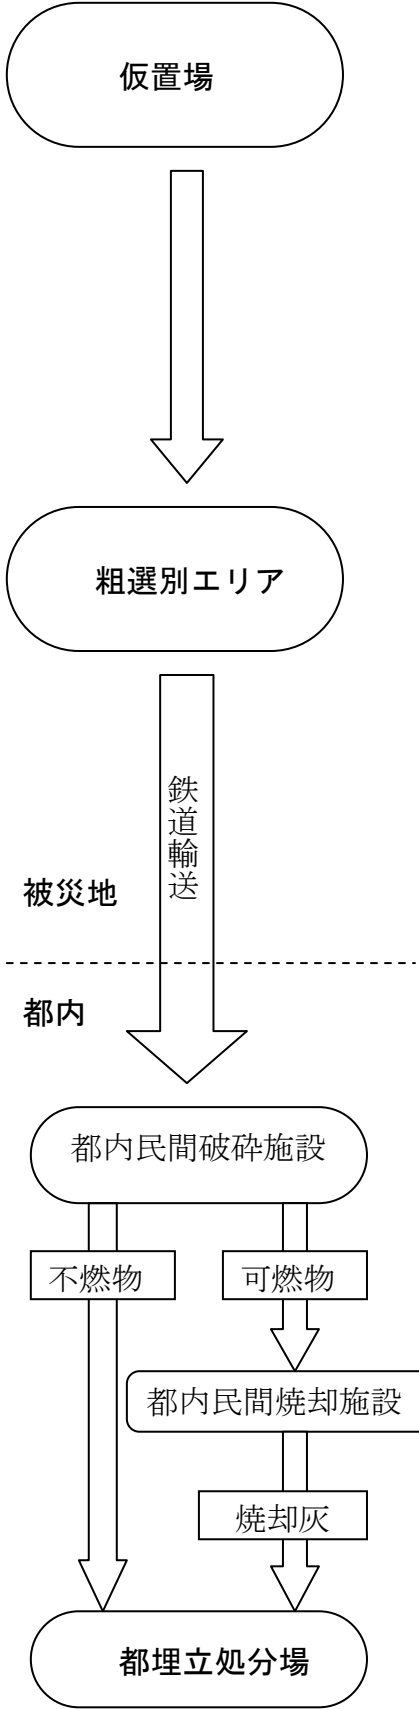 仮置場
粗選別エリア
鉄道輸送
被災地
都内
都内民間破砕施設
不燃物
可燃物
都内民間焼却施設
焼却灰
都埋立処分場